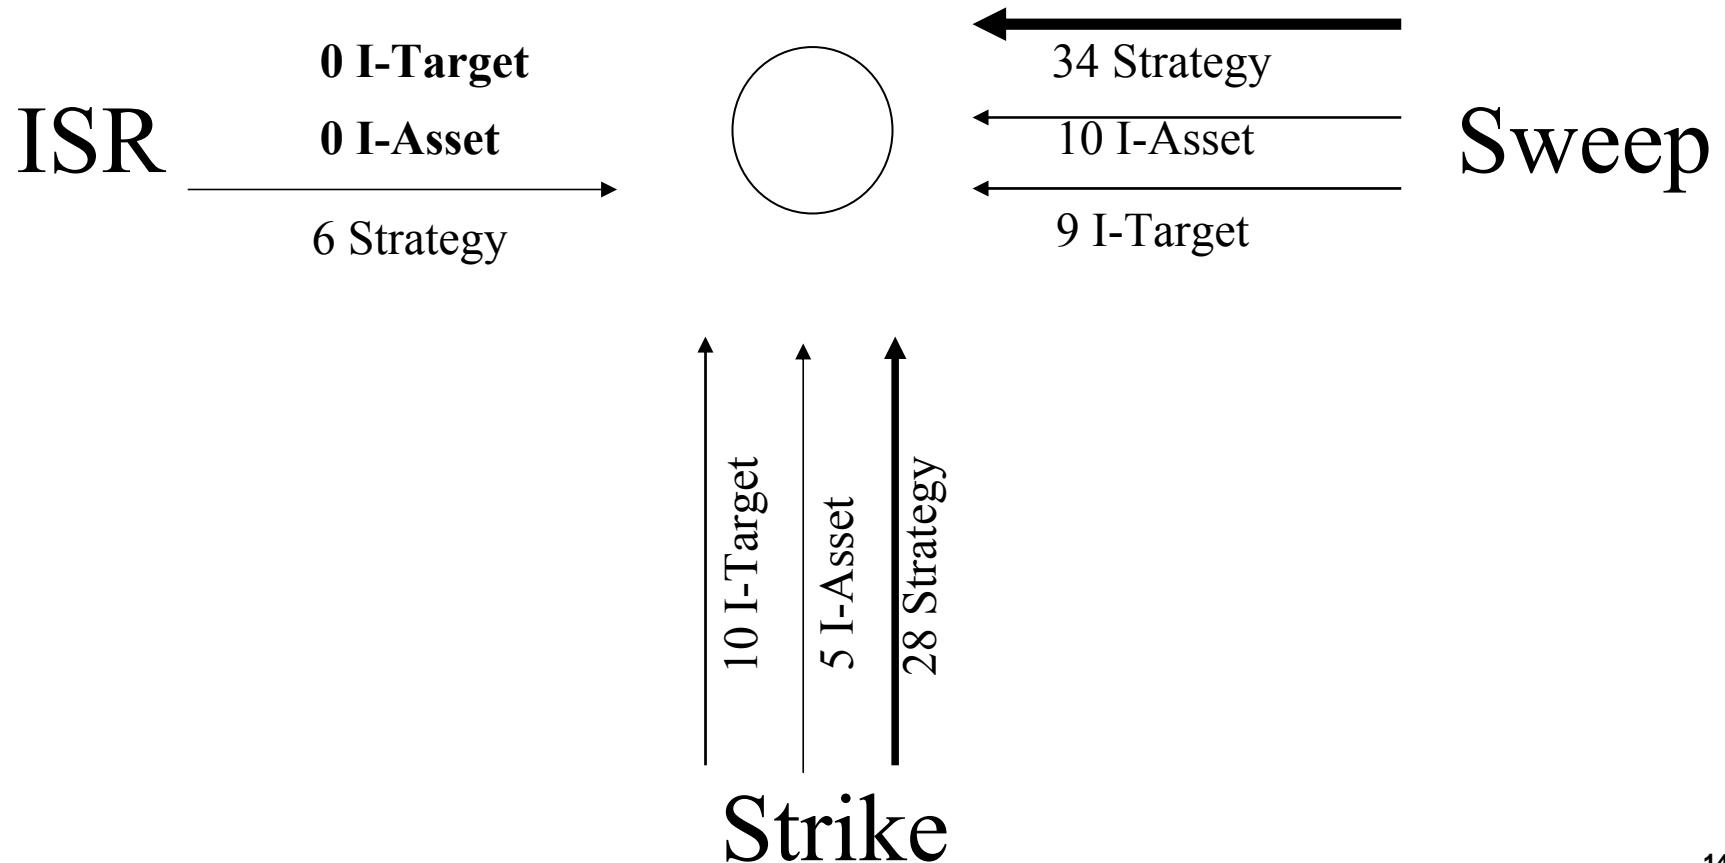 ISR
0 I-Target
0 I-Asset
6 Strategy
34 Strategy
10 I-Asset
9 I-Target
Sweep
10 I-Target
5 I-Asset
28 Strategy
Strike